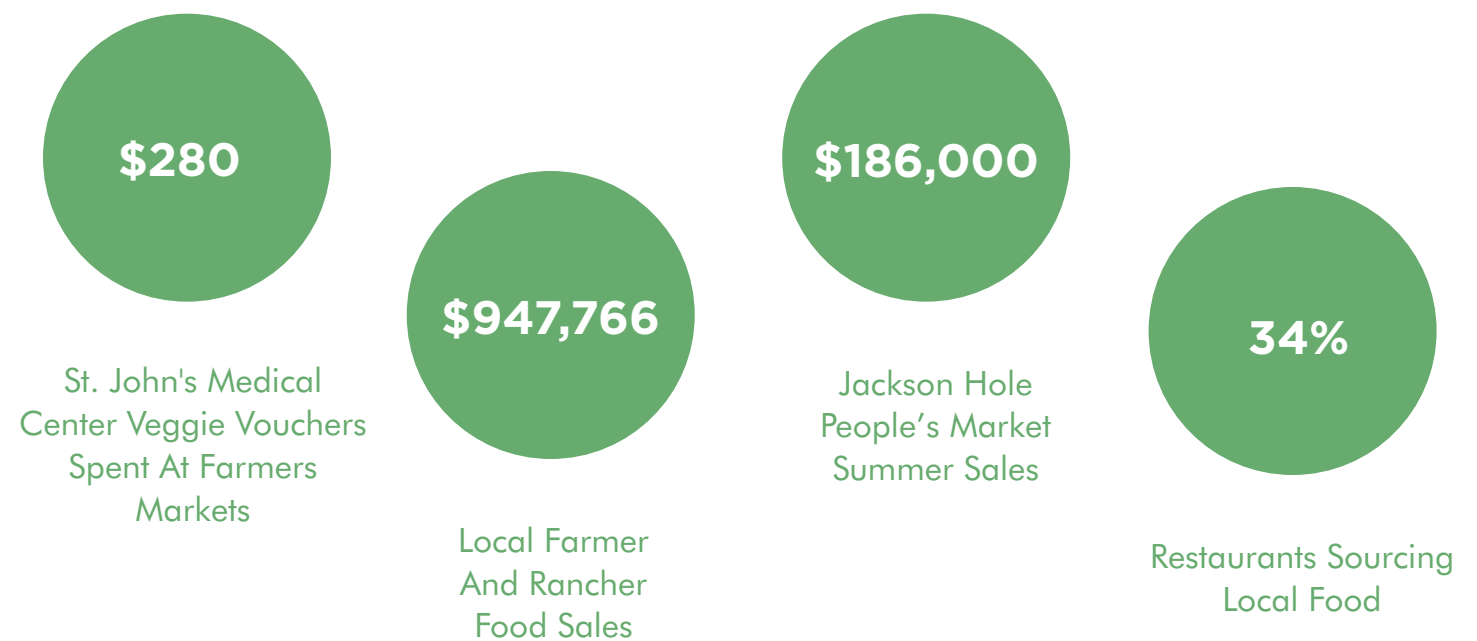 $280
St. John's Medical
Center Veggie Vouchers
Spent At Farmers
Markets
$947,766
Local Farmer
And Rancher
Food Sales
$186,000
Jackson Hole
People’s Market
Summer Sales
34%
Restaurants Sourcing
Local Food